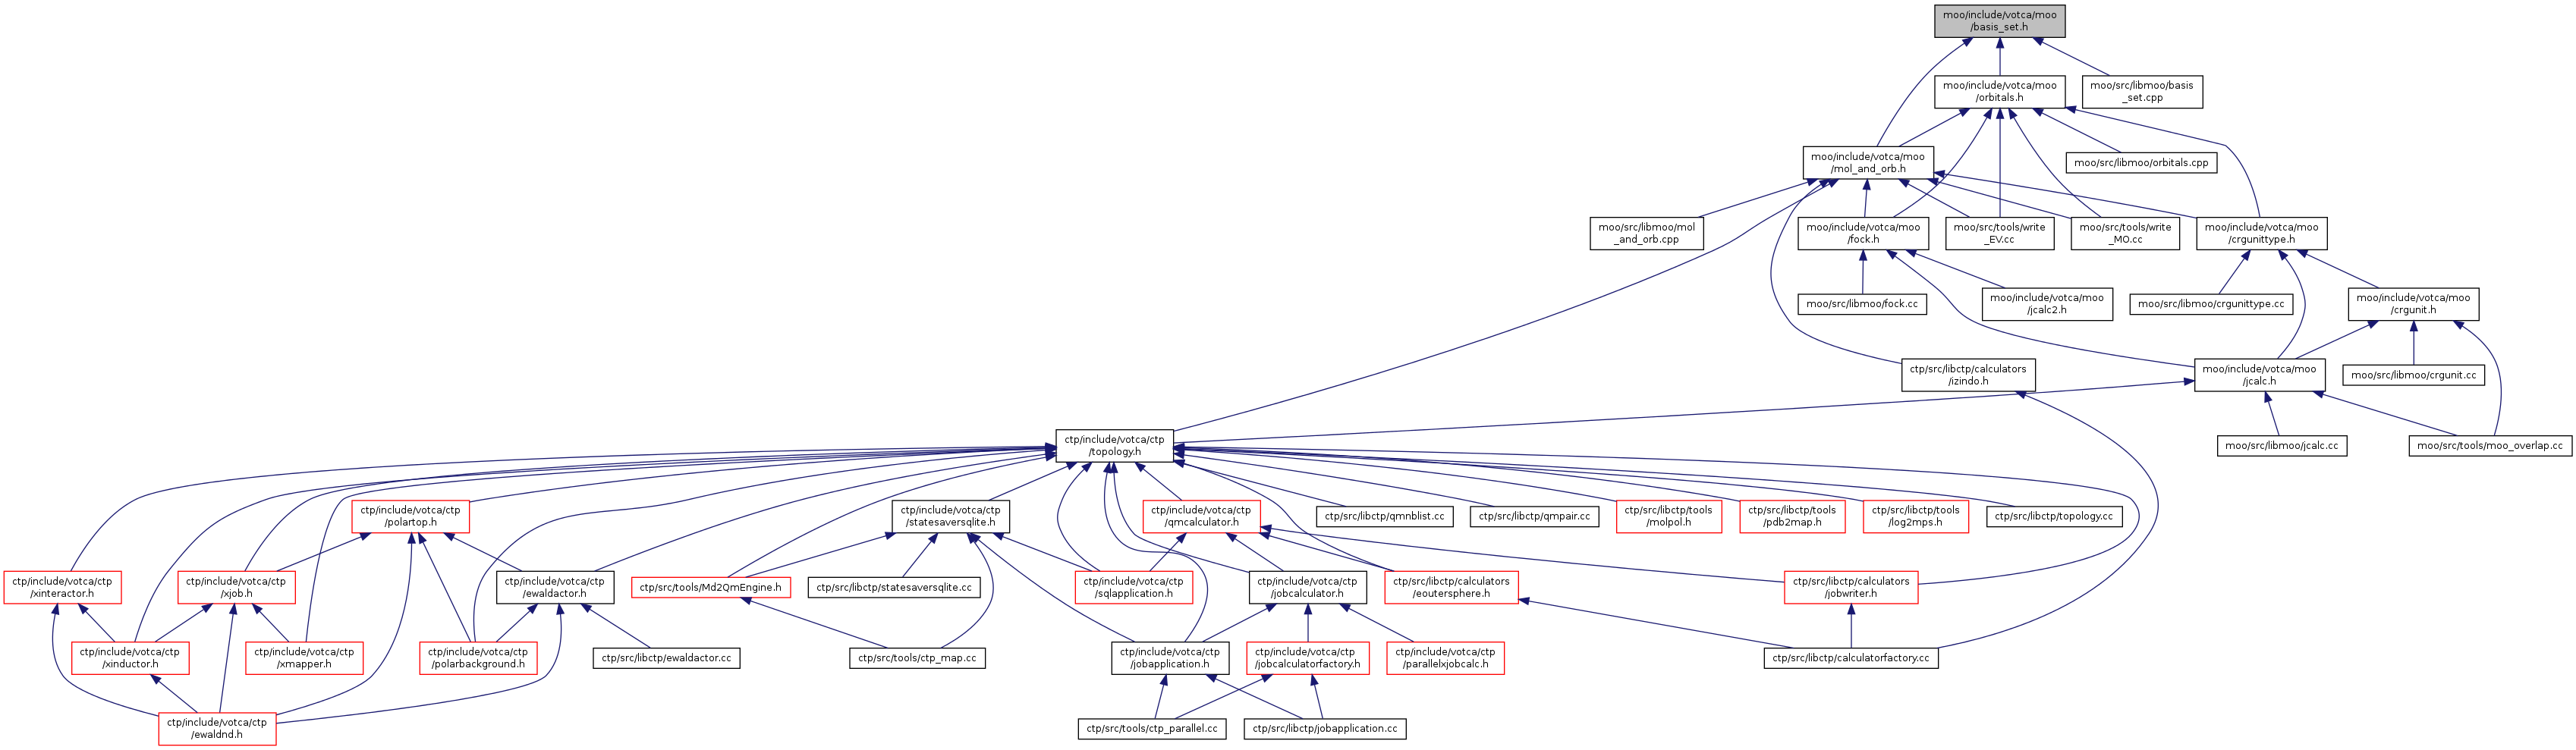 moo/include/votca/moo
/basis_set.h
moo/include/votca/moo
/orbitals.h
moo/src/libmoo/basis
_set.cpp
moo/include/votca/moo
/mol_and_orb.h
moo/src/libmoo/orbitals.cpp
moo/src/libmoo/mol
_and_orb.cpp
moo/include/votca/moo
/fock.h
moo/src/tools/write
_EV.cc
moo/src/tools/write
_MO.cc
moo/include/votca/moo
/crgunittype.h
moo/src/libmoo/fock.cc
moo/include/votca/moo
/jcalc2.h
moo/src/libmoo/crgunittype.cc
moo/include/votca/moo
/crgunit.h
ctp/src/libctp/calculators
/izindo.h
moo/include/votca/moo
/jcalc.h
moo/src/libmoo/crgunit.cc
ctp/include/votca/ctp
/topology.h
moo/src/libmoo/jcalc.cc
moo/src/tools/moo_overlap.cc
ctp/include/votca/ctp
/polartop.h
ctp/include/votca/ctp
/statesaversqlite.h
ctp/include/votca/ctp
/qmcalculator.h
ctp/src/libctp/qmnblist.cc
ctp/src/libctp/qmpair.cc
ctp/src/libctp/tools
/molpol.h
ctp/src/libctp/tools
/pdb2map.h
ctp/src/libctp/tools
/log2mps.h
ctp/src/libctp/topology.cc
ctp/include/votca/ctp
/xinteractor.h
ctp/include/votca/ctp
/xjob.h
ctp/include/votca/ctp
/ewaldactor.h
ctp/src/tools/Md2QmEngine.h
ctp/src/libctp/statesaversqlite.cc
ctp/include/votca/ctp
/sqlapplication.h
ctp/include/votca/ctp
/jobcalculator.h
ctp/src/libctp/calculators
/eoutersphere.h
ctp/src/libctp/calculators
/jobwriter.h
ctp/include/votca/ctp
/xinductor.h
ctp/include/votca/ctp
/xmapper.h
ctp/include/votca/ctp
/polarbackground.h
ctp/src/libctp/ewaldactor.cc
ctp/src/tools/ctp_map.cc
ctp/include/votca/ctp
/jobapplication.h
ctp/include/votca/ctp
/jobcalculatorfactory.h
ctp/include/votca/ctp
/parallelxjobcalc.h
ctp/src/libctp/calculatorfactory.cc
ctp/include/votca/ctp
/ewaldnd.h
ctp/src/tools/ctp_parallel.cc
ctp/src/libctp/jobapplication.cc